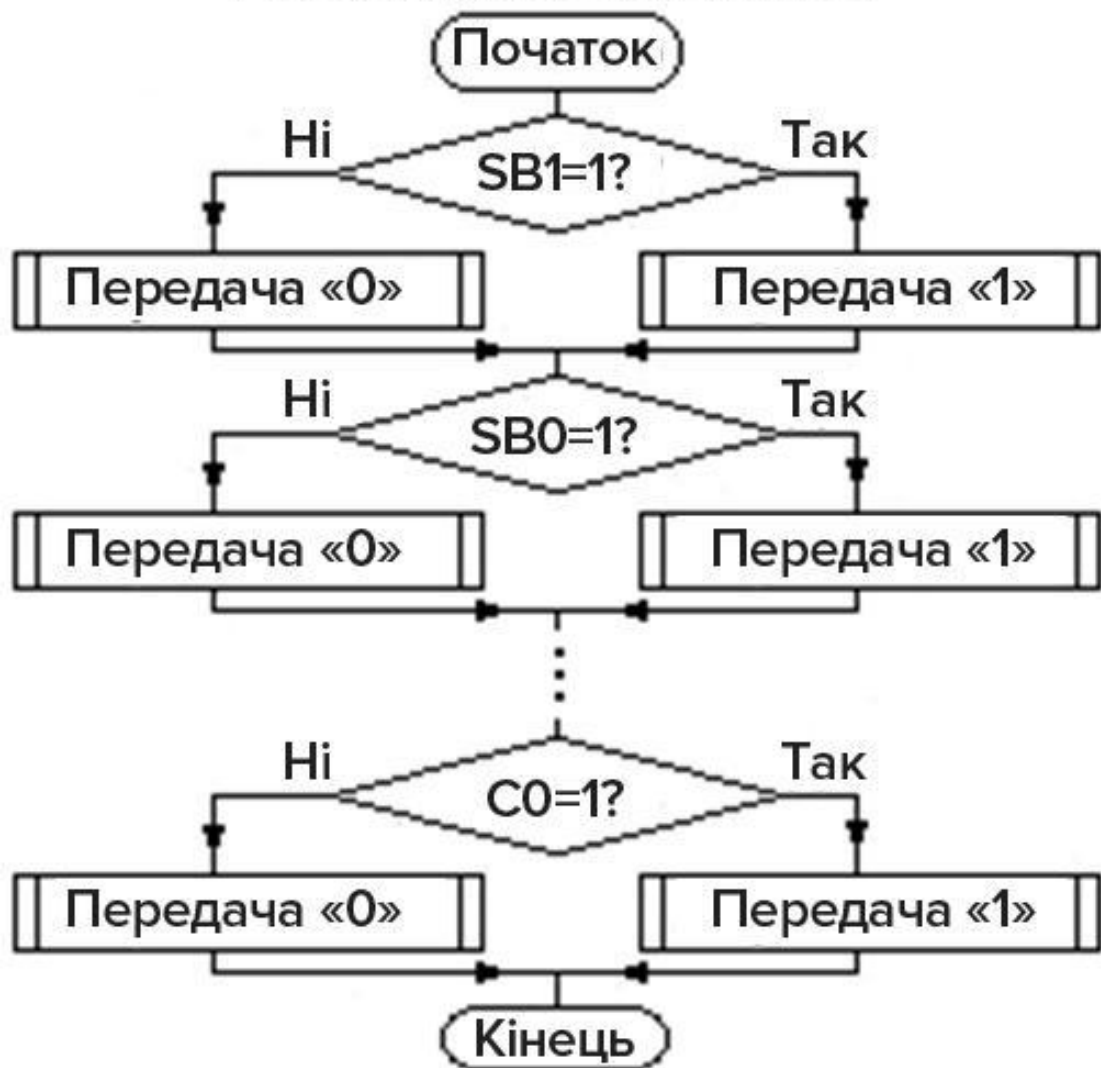 Початок
Ні
Так
SB1=1?
Передача «0»
Передача «1»
Ні
Так
SB0=1?
Передача «0»
Передача «1»
Ні
Так
C0=1?
Передача «0»
Передача «1»
Кінець